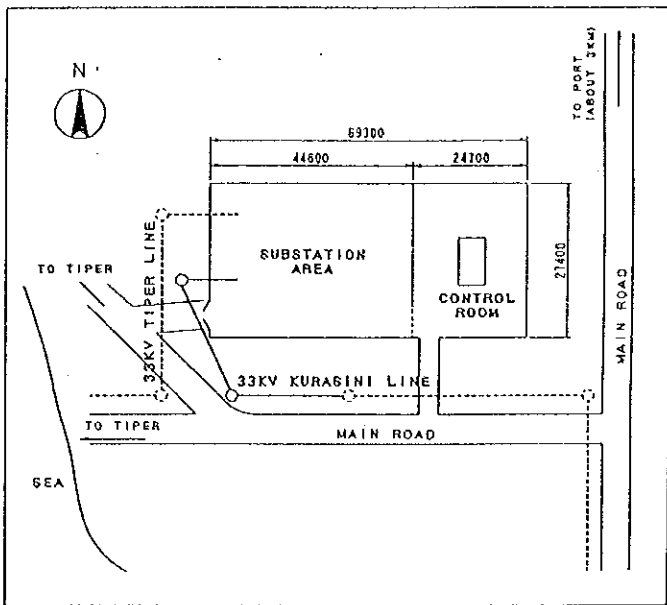 N
TO PORT
(ABOUT 3KM)
69300
44600
24700
SUBSTATION
AREA
27400
TO TIPER
CONTROL
ROOM
33KV TIPER LINE
MAIN ROAD
33KV KURASINI LINE
TO TIPER
MAIN ROAD
SEA